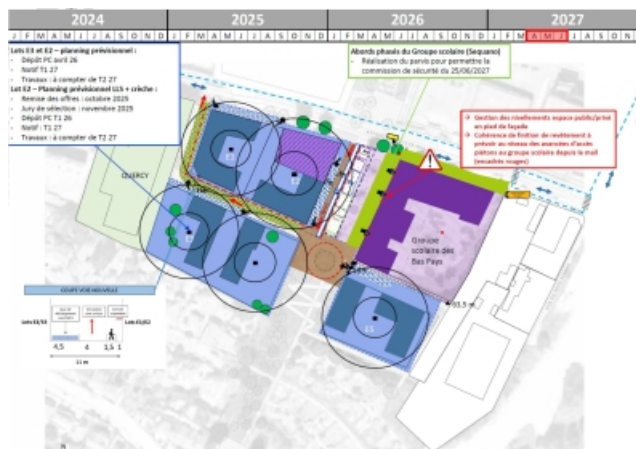 2024 2025 2026 2027
J F M A M J J A S O N D J F M A M J J A S O N D J F M A M J J A S O N D J F M A M J J A S O N D
Lots E3 et E2 – planning prévisionnel :
- Dépôt PC avril 26
- Notif T1 27
- Travaux : à compter de T2 27
Lot E2 – Planning prévisionnel LLS + crèche :
- Remise des offres : octobre 2025
- Jury de sélection : novembre 2025
- Dépôt PC T1 26
- Notif : T1 27
- Travaux : à compter de T2 27
Abords phasés du Groupe scolaire (Sequano)
- Réalisation du parvis pour permettre la
commission de sécurité du 25/06/2027
Gestion des nivellements espace public/privé
en pied de façade
Cohérence de finition de revêtement à
prévoir au niveau des avancées d'accès
piétons au groupe scolaire depuis le mail
(encadrés rouges)
QUERCY
Groupe
scolaire des
Bas Pays
63,5 m
E5
COUPE VOIE NOUVELLE
4,5 4 1,5 1
11 m